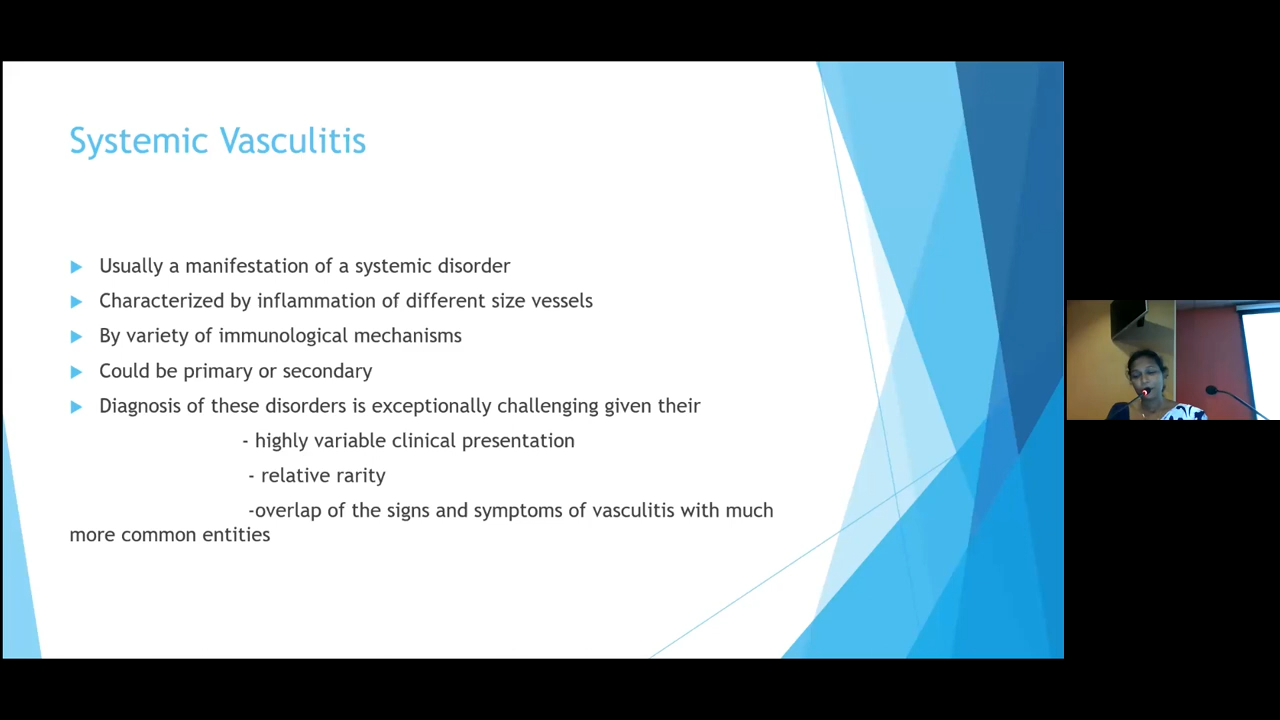 Systemic Vasculitis
Usually a manifestation of a systemic disorder
Characterized by inflammation of different size vessels
By variety of immunological mechanisms
Could be primary or secondary
Diagnosis of these disorders is exceptionally challenging given their
- highly variable clinical presentation
- relative rarity
-overlap of the signs and symptoms of vasculitis with much
more common entities